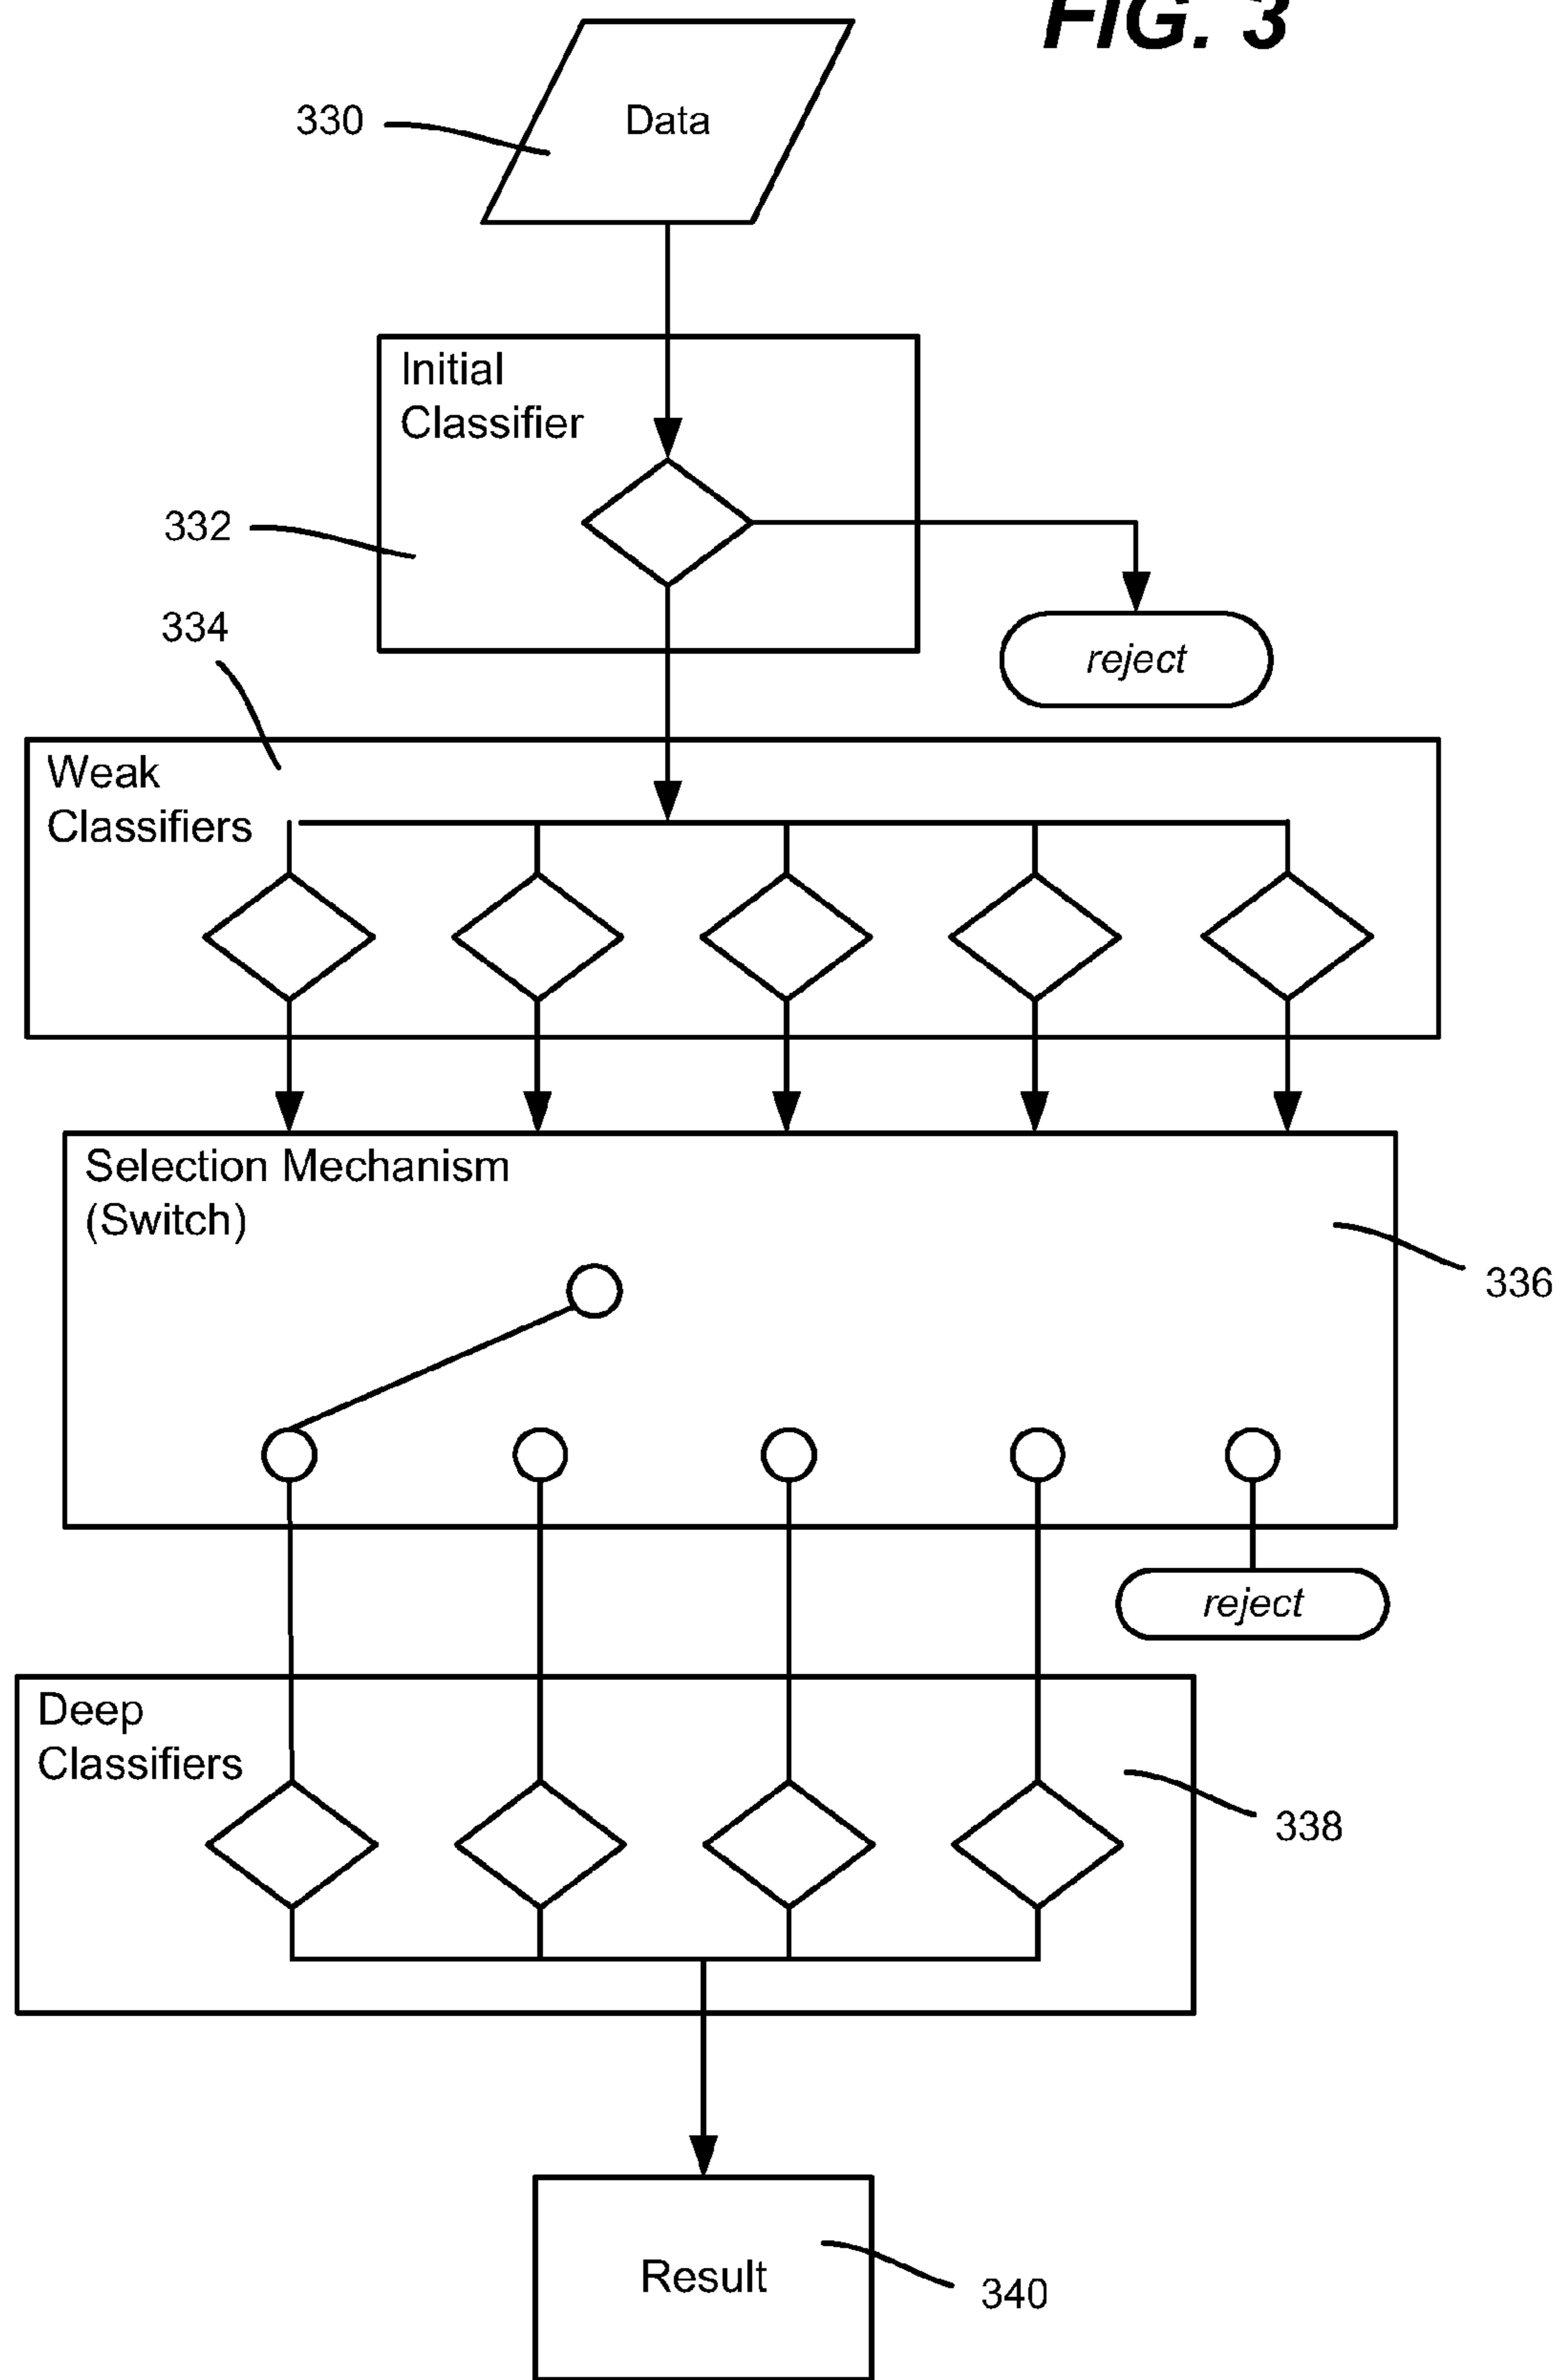 FIG. 3
330
Data
Initial
Classifier
332
334
reject
Weak
Classifiers
Selection Mechanism
(Switch)
336
reject
Deep
Classifiers
338
Result
340